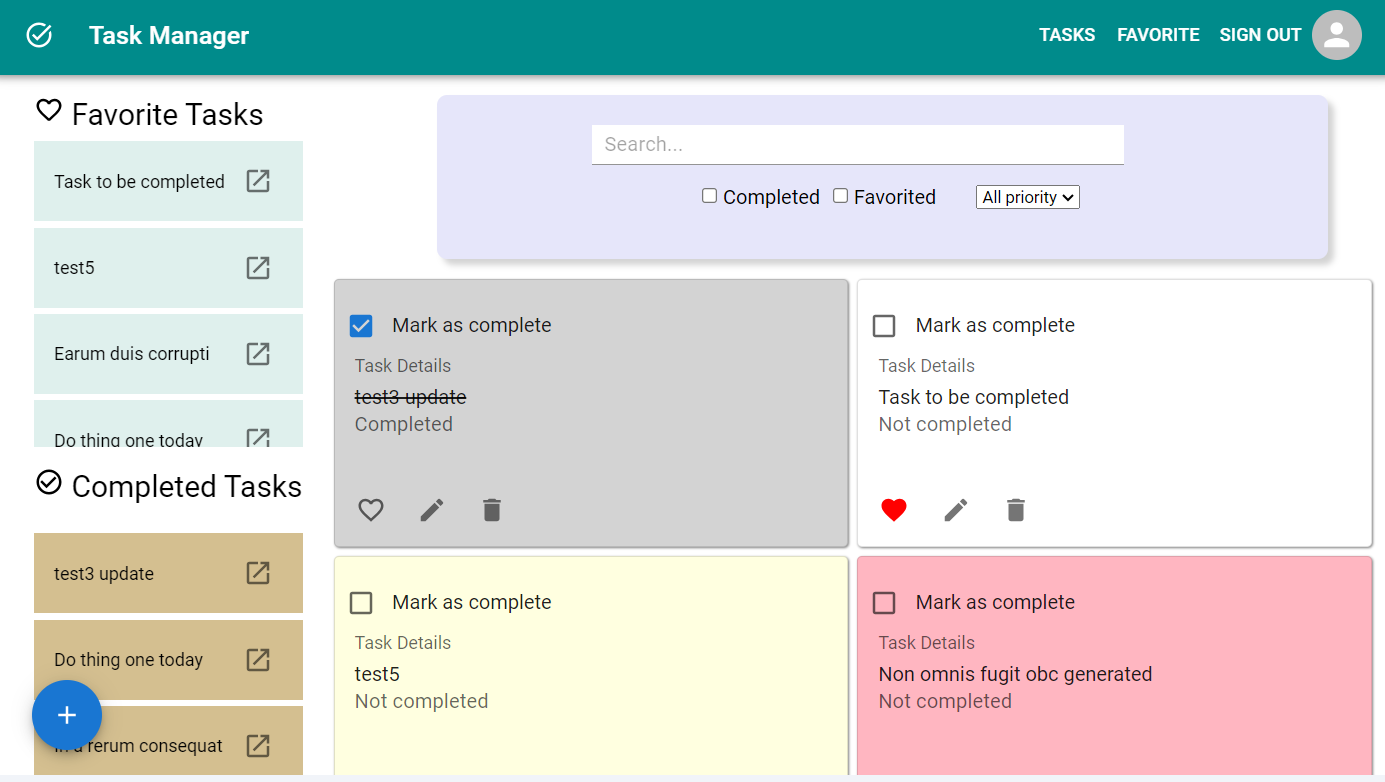 Task Manager
TASKS FAVORITE SIGN OUT
Favorite Tasks
Task to be completed
test5
Earum duis corrupti
Do thing one today
Completed Tasks
test3 update
Do thing one today
rerum consequat
Search...
Completed Favorited All priority
Mark as complete
Task Details
test3 update
Completed
Mark as complete
Task Details
Task to be completed
Not completed
Mark as complete
Task Details
test5
Not completed
Mark as complete
Task Details
Non omnis fugit obc generated
Not completed